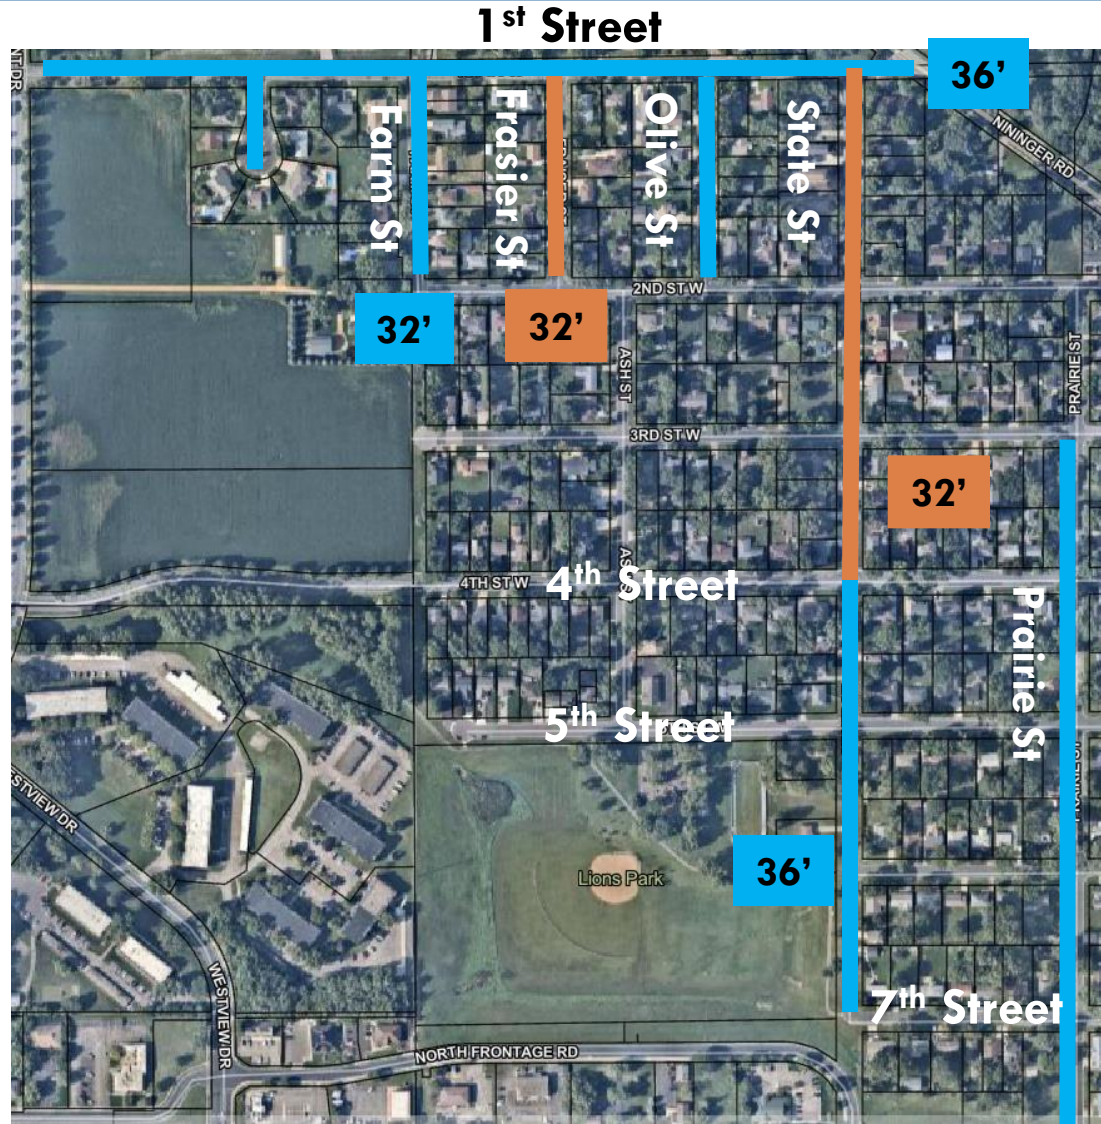 1st Street
36’
NININGER RD
Farm St
Frasier St
Olive St
State St
2ND ST W
32’
32’
ASH ST
PRAIRIE ST
3RD ST W
32’
4TH ST W
4th Street
Prairie St
5th Street
WESTVIEW DR
36’
Lions Park
7th Street
NORTH FRONTAGE RD